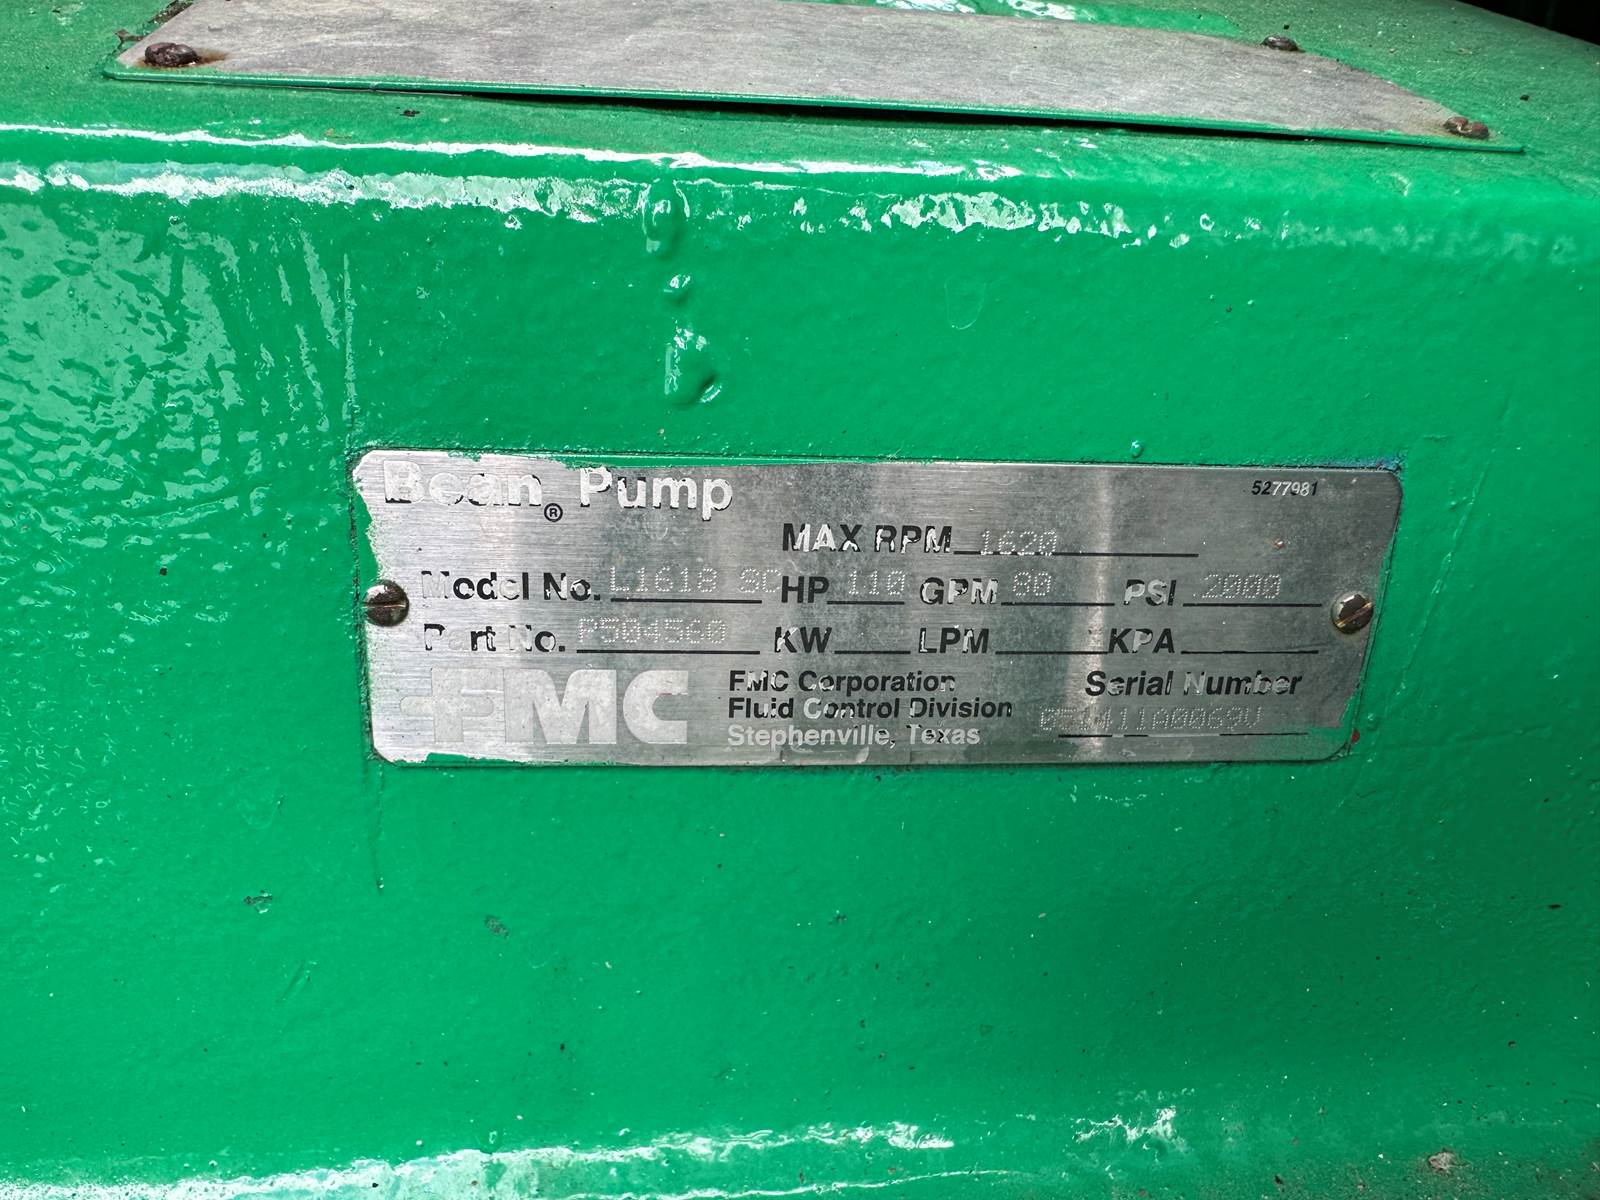 Bean® Pump
5277981
MAX RPM 1620
Model No. L1618 SC HP 110 GPM 80 PSI 2000
Part No. P504560 KW LPM KPA
FMC
FMC Corporation
Fluid Control Division
Stephenville, Texas
Serial Number